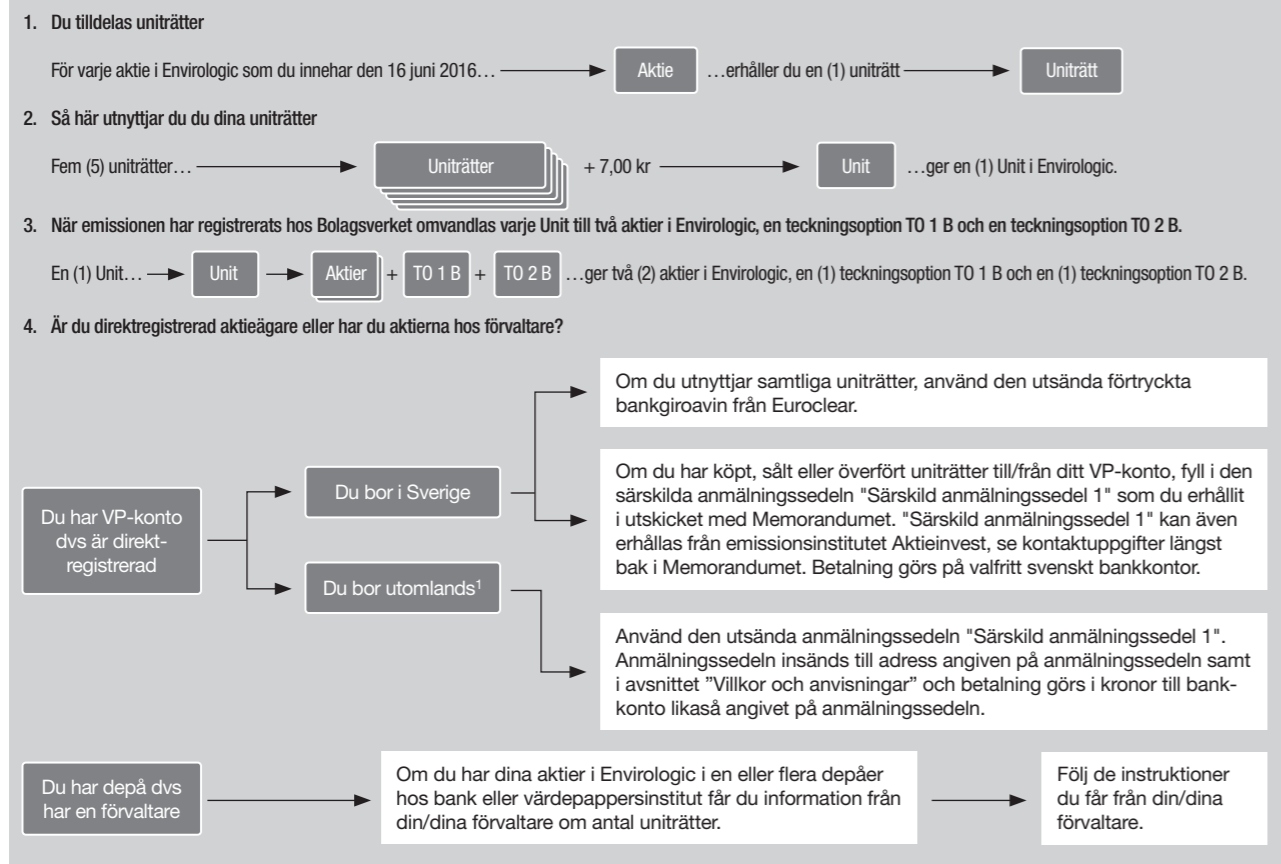 1. Du tilldelas uniträtter
För varje aktie i Envirologic som du innehar den 16 juni 2016… Aktie …erhåller du en (1) uniträtt Uniträtt
2. Så här utnyttjar du du dina uniträtter
Fem (5) uniträtter… Uniträtter + 7,00 kr Unit …ger en (1) Unit i Envirologic.
3. När emissionen har registrerats hos Bolagsverket omvandlas varje Unit till två aktier i Envirologic, en teckningsoption TO 1 B och en teckningsoption TO 2 B.
En (1) Unit… Unit Aktier + TO 1 B + TO 2 B …ger två (2) aktier i Envirologic, en (1) teckningsoption TO 1 B och en (1) teckningsoption TO 2 B.
4. Är du direktregistrerad aktieägare eller har du aktierna hos förvaltare?
Du har VP-konto
dvs är direkt-
registrerad
Du bor i Sverige
Om du utnyttjar samtliga uniträtter, använd den utsända förtryckta
bankgiroavin från Euroclear.
Om du har köpt, sålt eller överfört uniträtter till/från ditt VP-konto, fyll i den
särskilda anmälningssedeln "Särskild anmälningssedel 1" som du erhållit
i utskicket med Memorandumet. "Särskild anmälningssedel 1" kan även
erhållas från emissionsinstitutet Aktieinvest, se kontaktuppgifter längst
bak i Memorandumet. Betalning görs på valfritt svenskt bankkontor.
Du bor utomlands¹
Använd den utsända anmälningssedeln "Särskild anmälningssedel 1".
Anmälningssedeln insänds till adress angiven på anmälningssedeln samt
i avsnittet ”Villkor och anvisningar” och betalning görs i kronor till bank-
konto likaså angivet på anmälningssedeln.
Du har depå dvs
har en förvaltare
Om du har dina aktier i Envirologic i en eller flera depåer
hos bank eller värdepappersinstitut får du information från
din/dina förvaltare om antal uniträtter.
Följ de instruktioner
du får från din/dina
förvaltare.